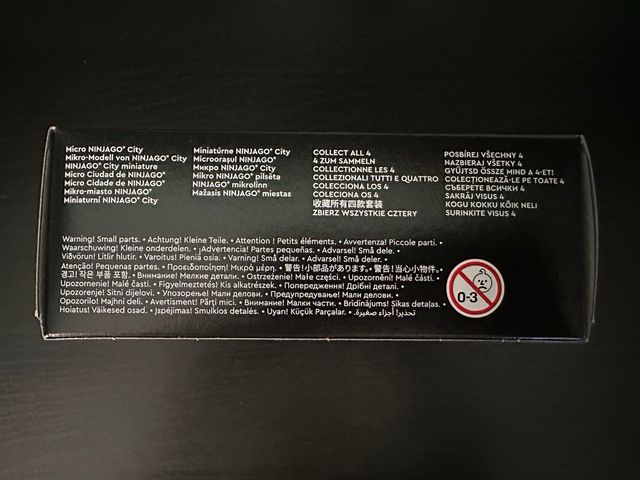 Micro NINJAGO® City
Mikro-Modell von NINJAGO® City
NINJAGO® City miniature
Micro Ciudad de NINJAGO®
Micro Cidade de NINJAGO®
Mikro-miasto NINJAGO®
Miniaturní NINJAGO® City
Miniatúrne NINJAGO® City
Microorașul NINJAGO®
Микро NINJAGO® City
Mikro NINJAGO® pilsēta
NINJAGO® mikrolinn
Mažasis NINJAGO® miestas
COLLECT ALL 4
4 ZUM SAMMELN
COLLECTIONNE LES 4
COLLEZIONALI TUTTI E QUATTRO
COLECCIONA LOS 4
COLECIONA OS 4
收藏所有四款套装
ZBIERZ WSZYSTKIE CZTERY
POSBÍREJ VŠECHNY 4
NAZBIERAJ VŠETKY 4
GYŰJTSD ÖSSZE MIND A 4-ET!
COLECȚIONEAZĂ-LE PE TOATE 4
СЪБЕРЕТЕ ВСИЧКИ 4
SAKRĀJ VISUS 4
KOGU KOKKU KÕIK NELI
SURINKITE VISUS 4
Warning! Small parts. • Achtung! Kleine Teile. • Attention ! Petits éléments. • Avvertenza! Piccole parti. •
Waarschuwing! Kleine onderdelen. • ¡Advertencia! Partes pequeñas. • Advarsel! Små dele. •
Viðvörun! Litlir hlutir. • Varoitus! Pieniä osia. • Varning! Små delar. • Advarsel! Små deler. •
Atenção! Pequenas partes. • Προειδοποίηση! Μικρά μέρη. • 警告！小部品があります。• 警告！当心小物件。•
경고! 작은 부품 포함. • Внимание! Мелкие детали. • Ostrzeżenie! Małe części. • Upozornění! Malé části. •
Upozornenie! Malé časti. • Figyelmeztetés! Kis alkatrészek. • Попередження! Дрібні деталі. •
Upozorenje! Sitni dijelovi. • Упозорење! Мали делови. • Предупредување! Мали делови. •
Opozorilo! Majhni deli. • Avertisment! Părți mici. • Внимание! Малки части. • Brīdinājums! Sīkas detaļas. •
Hoiatus! Väikesed osad. • Įspėjimas! Smulkios detalės. • Uyarı! Küçük Parçalar. • تحذير! أجزاء صغيرة.
0-3